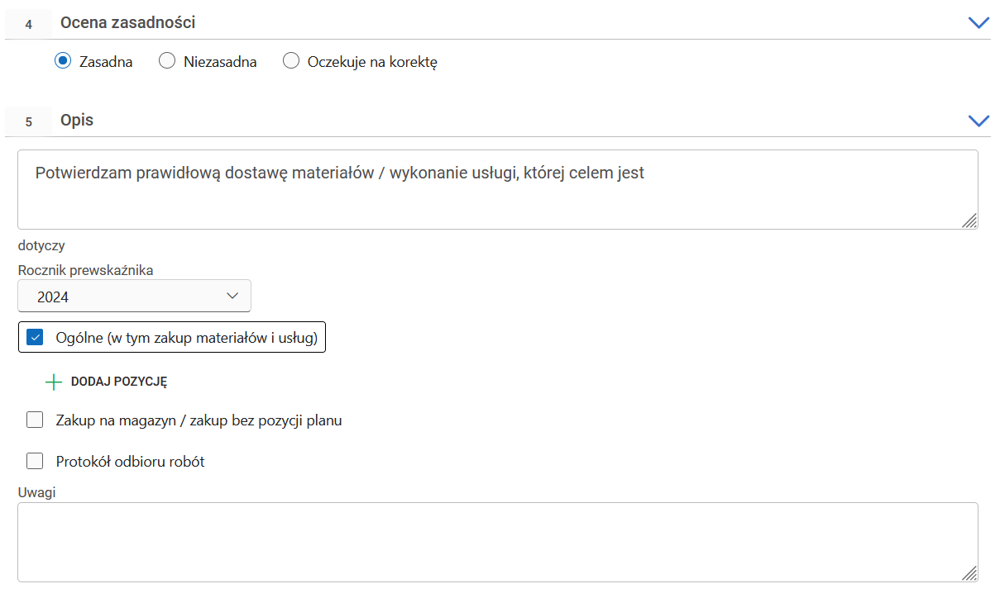 4 Ocena zasadności
Zasadna Niezasadna Oczekuje na korektę
5 Opis
Potwierdzam prawidłową dostawę materiałów / wykonanie usługi, której celem jest
dotyczy
Rocznik prewskaźnika
2024
Ogólne (w tym zakup materiałów i usług)
DODAJ POZYCJĘ
Zakup na magazyn / zakup bez pozycji planu
Protokół odbioru robót
Uwagi